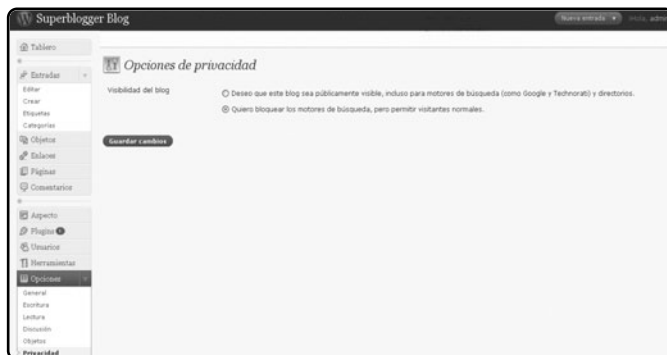 Superblogger Blog
Nueva entrada
Hola, admin
Tablero
Entradas
Editar
Crear
Etiquetas
Categorías
Objetos
Enlaces
Páginas
Comentarios
Aspecto
Plugins
Usuarios
Herramientas
Opciones
General
Escritura
Lectura
Discusión
Objetos
Privacidad
Opciones de privacidad
Visibilidad del blog
Deseo que este blog sea públicamente visible, incluso para motores de búsqueda (como Google y Technorati) y directorios.
Quiero bloquear los motores de búsqueda, pero permitir visitantes normales.
Guardar cambios